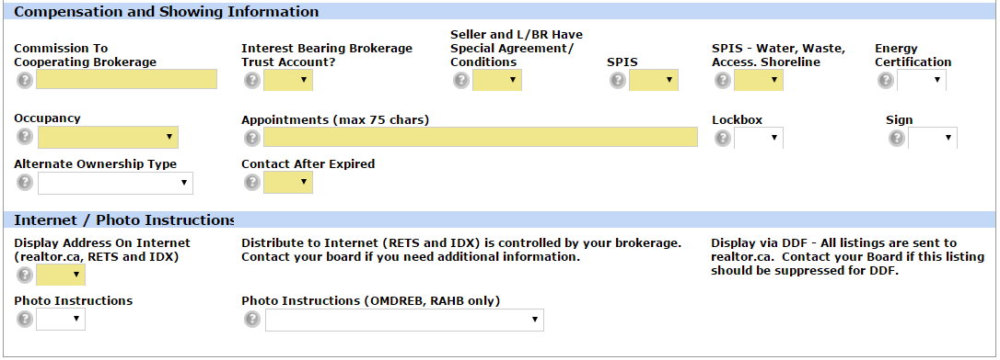 Compensation and Showing Information
Commission To
Cooperating Brokerage
Interest Bearing Brokerage
Trust Account?
Seller and L/BR Have
Special Agreement/
Conditions
SPIS
SPIS - Water, Waste,
Access. Shoreline
Energy
Certification
Occupancy
Appointments (max 75 chars)
Lockbox
Sign
Alternate Ownership Type
Contact After Expired
Internet / Photo Instructions
Display Address On Internet
(realtor.ca, RETS and IDX)
Distribute to Internet (RETS and IDX) is controlled by your brokerage.
Contact your board if you need additional information.
Display via DDF - All listings are sent to
realtor.ca. Contact your Board if this listing
should be suppressed for DDF.
Photo Instructions
Photo Instructions (OMDREB, RAHB only)